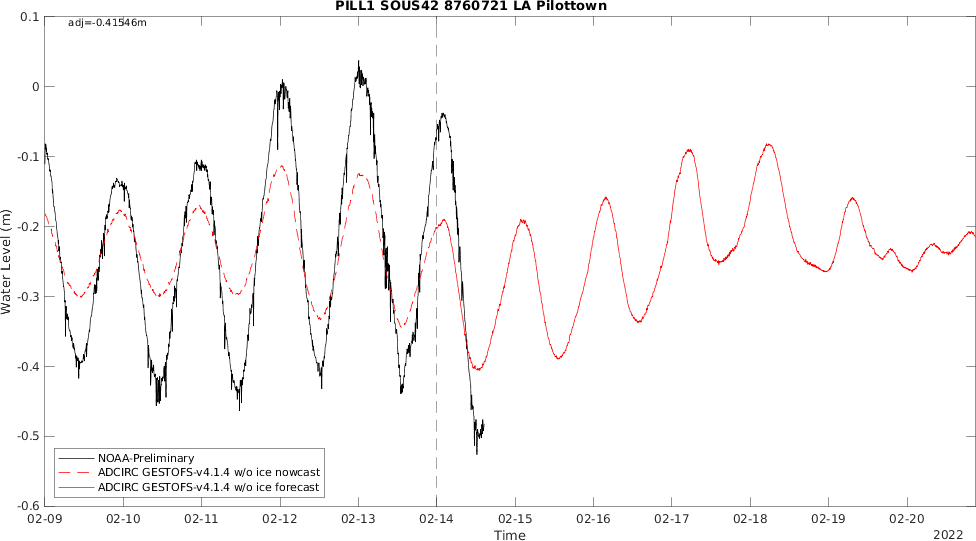 PILL1 SOUS42 8760721 LA Pilottown
adj=-0.41546m
0.1
0
-0.1
-0.2
-0.3
-0.4
-0.5
-0.6
Water Level (m)
NOAA-Preliminary
ADCIRC GESTOFS-v4.1.4 w/o ice nowcast
ADCIRC GESTOFS-v4.1.4 w/o ice forecast
02-09 02-10 02-11 02-12 02-13 02-14 02-15 02-16 02-17 02-18 02-19 02-20
Time
2022